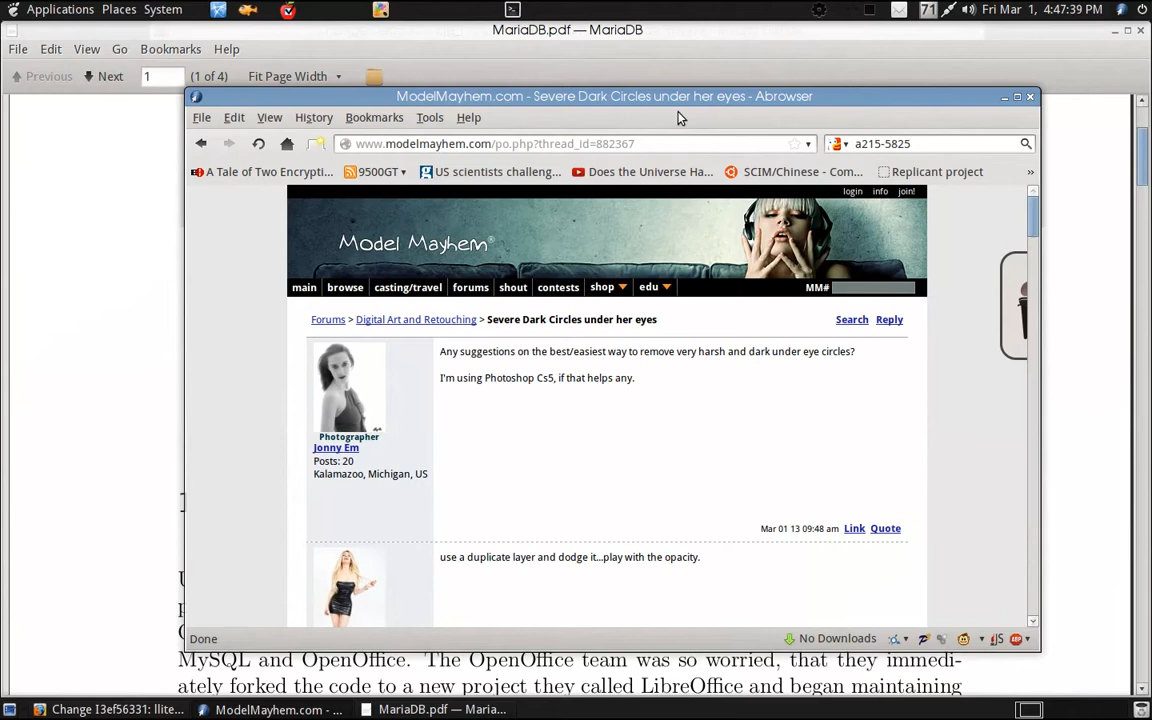 Applications Places System
71 Fri Mar 1, 4:47:39 PM
MariaDB.pdf — MariaDB
File Edit View Go Bookmarks Help
Previous Next 1 (1 of 4) Fit Page Width
ModelMayhem.com - Severe Dark Circles under her eyes - Abrowser
File Edit View History Bookmarks Tools Help
www.modelmayhem.com/po.php?thread_id=882367 a215-5825
A Tale of Two Encrypti... 9500GT US scientists challeng... Does the Universe Ha... SCIM/Chinese - Com... Replicant project »
login info join!
Model Mayhem®
main browse casting/travel forums shout contests shop edu MM#
Forums > Digital Art and Retouching > Severe Dark Circles under her eyes Search Reply
Any suggestions on the best/easiest way to remove very harsh and dark under eye circles?
I'm using Photoshop Cs5, if that helps any.
Photographer
Jonny Em
Posts: 20
Kalamazoo, Michigan, US
Mar 01 13 09:48 am Link Quote
use a duplicate layer and dodge it...play with the opacity.
Done No Downloads JS ABP
MySQL and OpenOffice. The OpenOffice team was so worried, that they immedi-
ately forked the code to a new project they called LibreOffice and began maintaining
Change I3ef56331: llite... ModelMayhem.com - ... MariaDB.pdf — Maria...